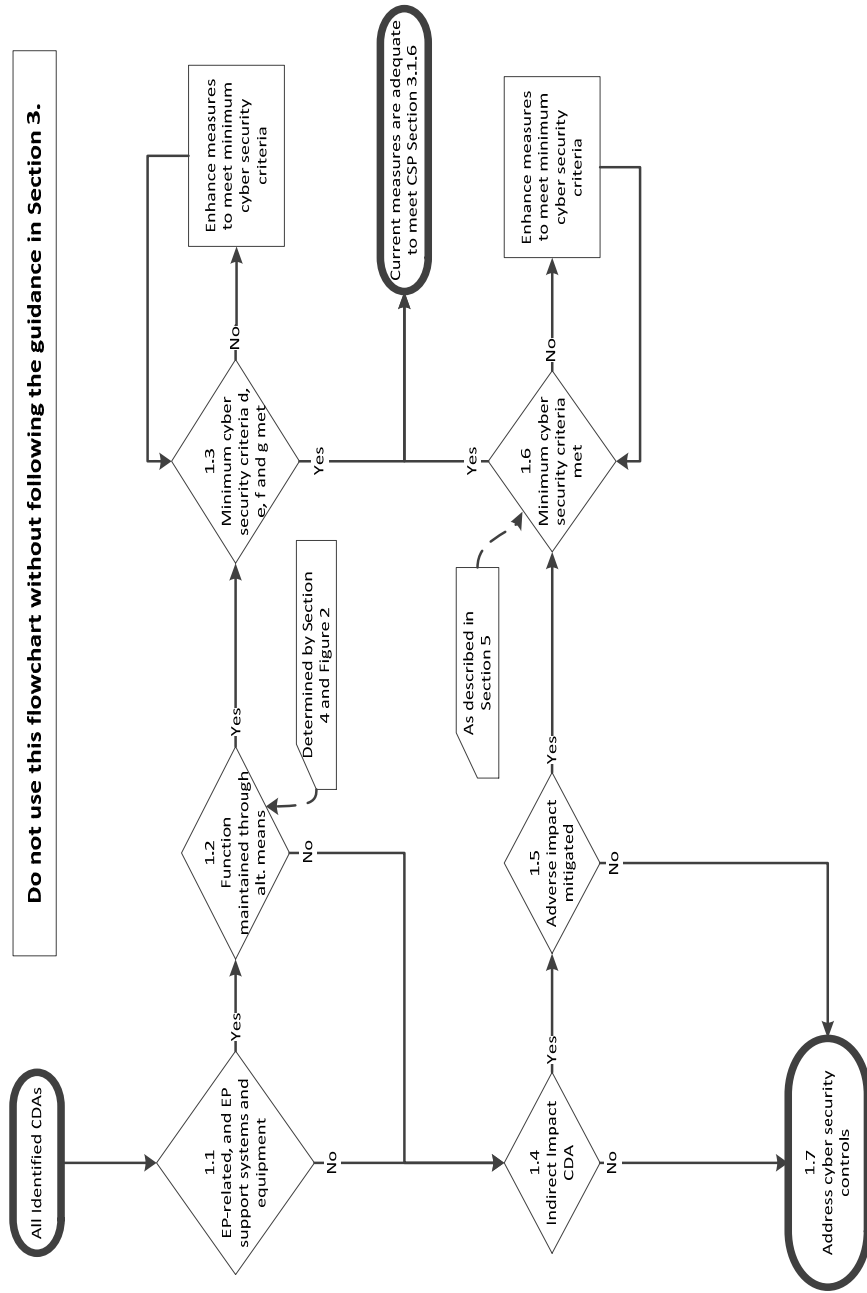 Do not use this flowchart without following the guidance in Section 3.
All Identified CDAs
1.1
EP-related, and EP
support systems and
equipment
Yes
No
1.2
Function
maintained through
alt. means
Yes
No
Determined by Section
4 and Figure 2
1.3
Minimum cyber
security criteria d,
e, f and g met
No
Yes
Enhance measures
to meet minimum
cyber security
criteria
Current measures are adequate
to meet CSP Section 3.1.6
1.4
Indirect Impact
CDA
Yes
No
1.5
Adverse impact
mitigated
Yes
No
As described in
Section 5
1.6
Minimum cyber
security criteria
met
Yes
No
Enhance measures
to meet minimum
cyber security
criteria
1.7
Address cyber security
controls